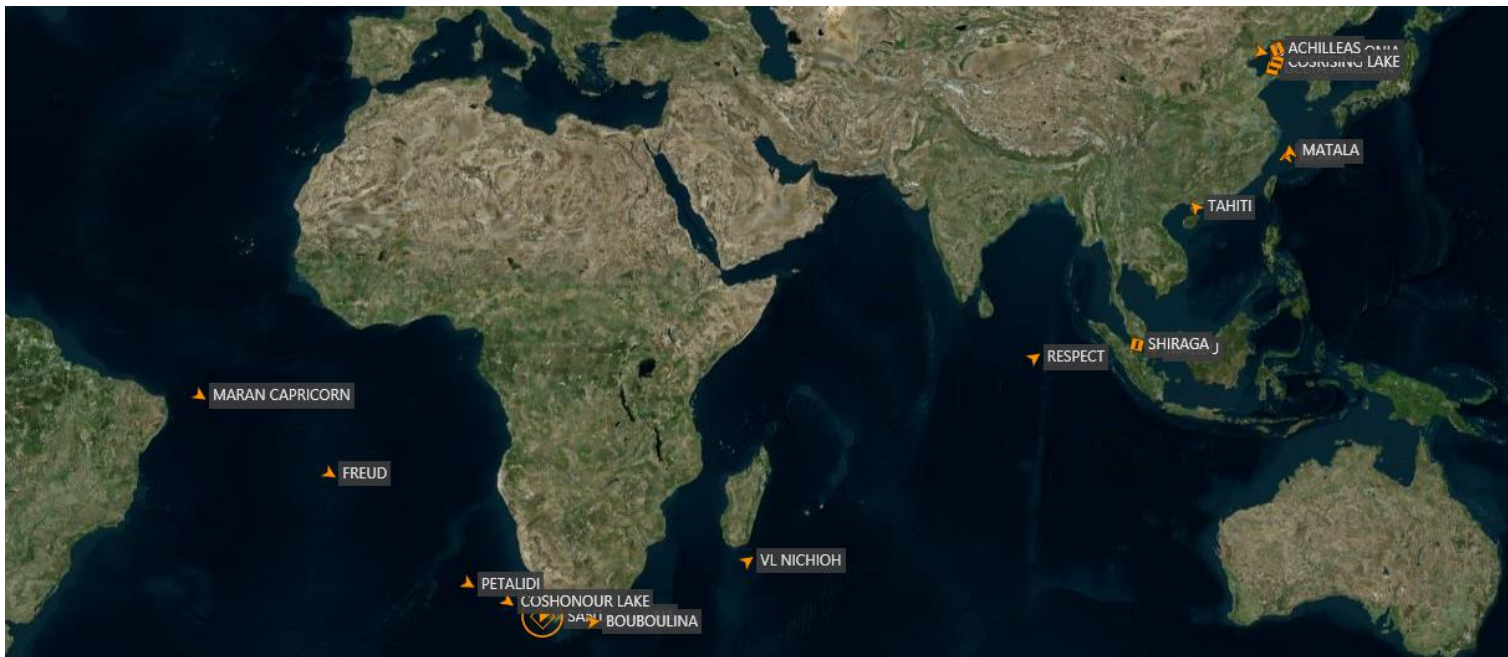 ACHILLEAS
COSRISING LAKE
MATALA
TAHITI
SHIRAGA
RESPECT
MARAN CAPRICORN
FREUD
VL NICHIOH
PETALIDI
COSHONOUR LAKE
BOUBOULINA